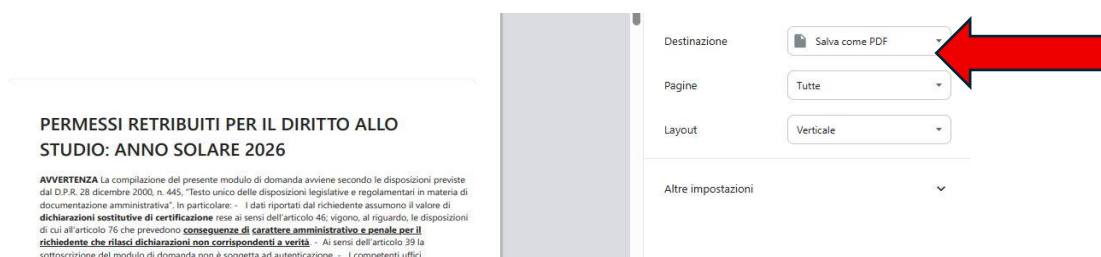 PERMESSI RETRIBUITI PER IL DIRITTO ALLO
STUDIO: ANNO SOLARE 2026
AVVERTENZA La compilazione del presente modulo di domanda avviene secondo le disposizioni previste
dal D.P.R. 28 dicembre 2000, n. 445, "Testo unico delle disposizioni legislative e regolamentari in materia di
documentazione amministrativa". In particolare: - I dati riportati dal richiedente assumono il valore di
dichiarazioni sostitutive di certificazione rese ai sensi dell'articolo 46; vigono, al riguardo, le disposizioni
di cui all'articolo 76 che prevedono conseguenze di carattere amministrativo e penale per il
richiedente che rilasci dichiarazioni non corrispondenti a verità. - Ai sensi dell'articolo 39 la
sottoscrizione del modulo di domanda non è soggetta ad autenticazione. - I competenti uffici
Destinazione Salva come PDF
Pagine Tutte
Layout Verticale
Altre impostazioni